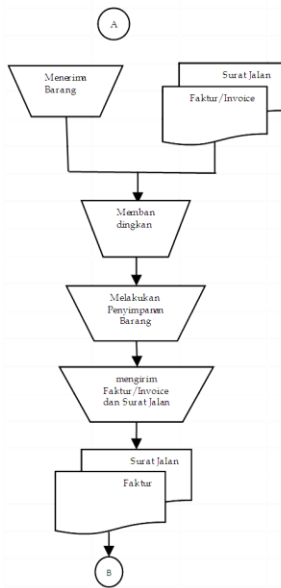 A
Menerima
Barang
Surat Jalan
Faktur/Invoice
Memban
dingkan
Melakukan
Penyimpanan
Barang
mengirim
Faktur/Invoice
dan Surat Jalan
Surat Jalan
Faktur
B